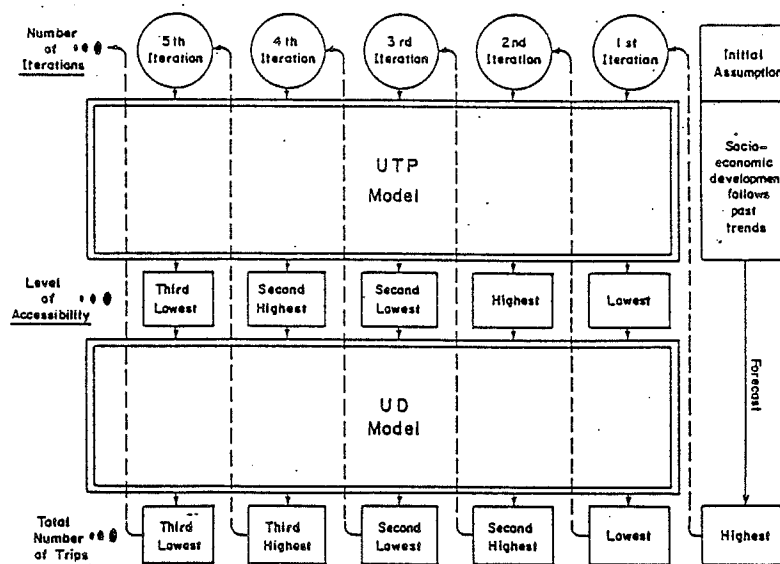 Number
of
Iterations
5th
Iteration
4th
Iteration
3rd
Iteration
2nd
Iteration
1st
Iteration
Initial
Assumption
UTP
Model
Socio-
economic
development
follows
past
trends
Level
of
Accessibility
Third
Lowest
Second
Highest
Second
Lowest
Highest
Lowest
Forecast
UD
Model
Total
Number
of Trips
Third
Lowest
Third
Highest
Second
Lowest
Second
Highest
Lowest
Highest